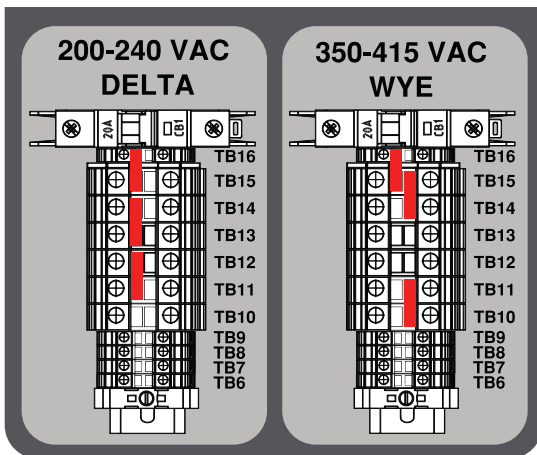 200-240 VAC
DELTA
20A
CB1
TB16
TB15
TB14
TB13
TB12
TB11
TB10
TB9
TB8
TB7
TB6
350-415 VAC
WYE
20A
CB1
TB16
TB15
TB14
TB13
TB12
TB11
TB10
TB9
TB8
TB7
TB6